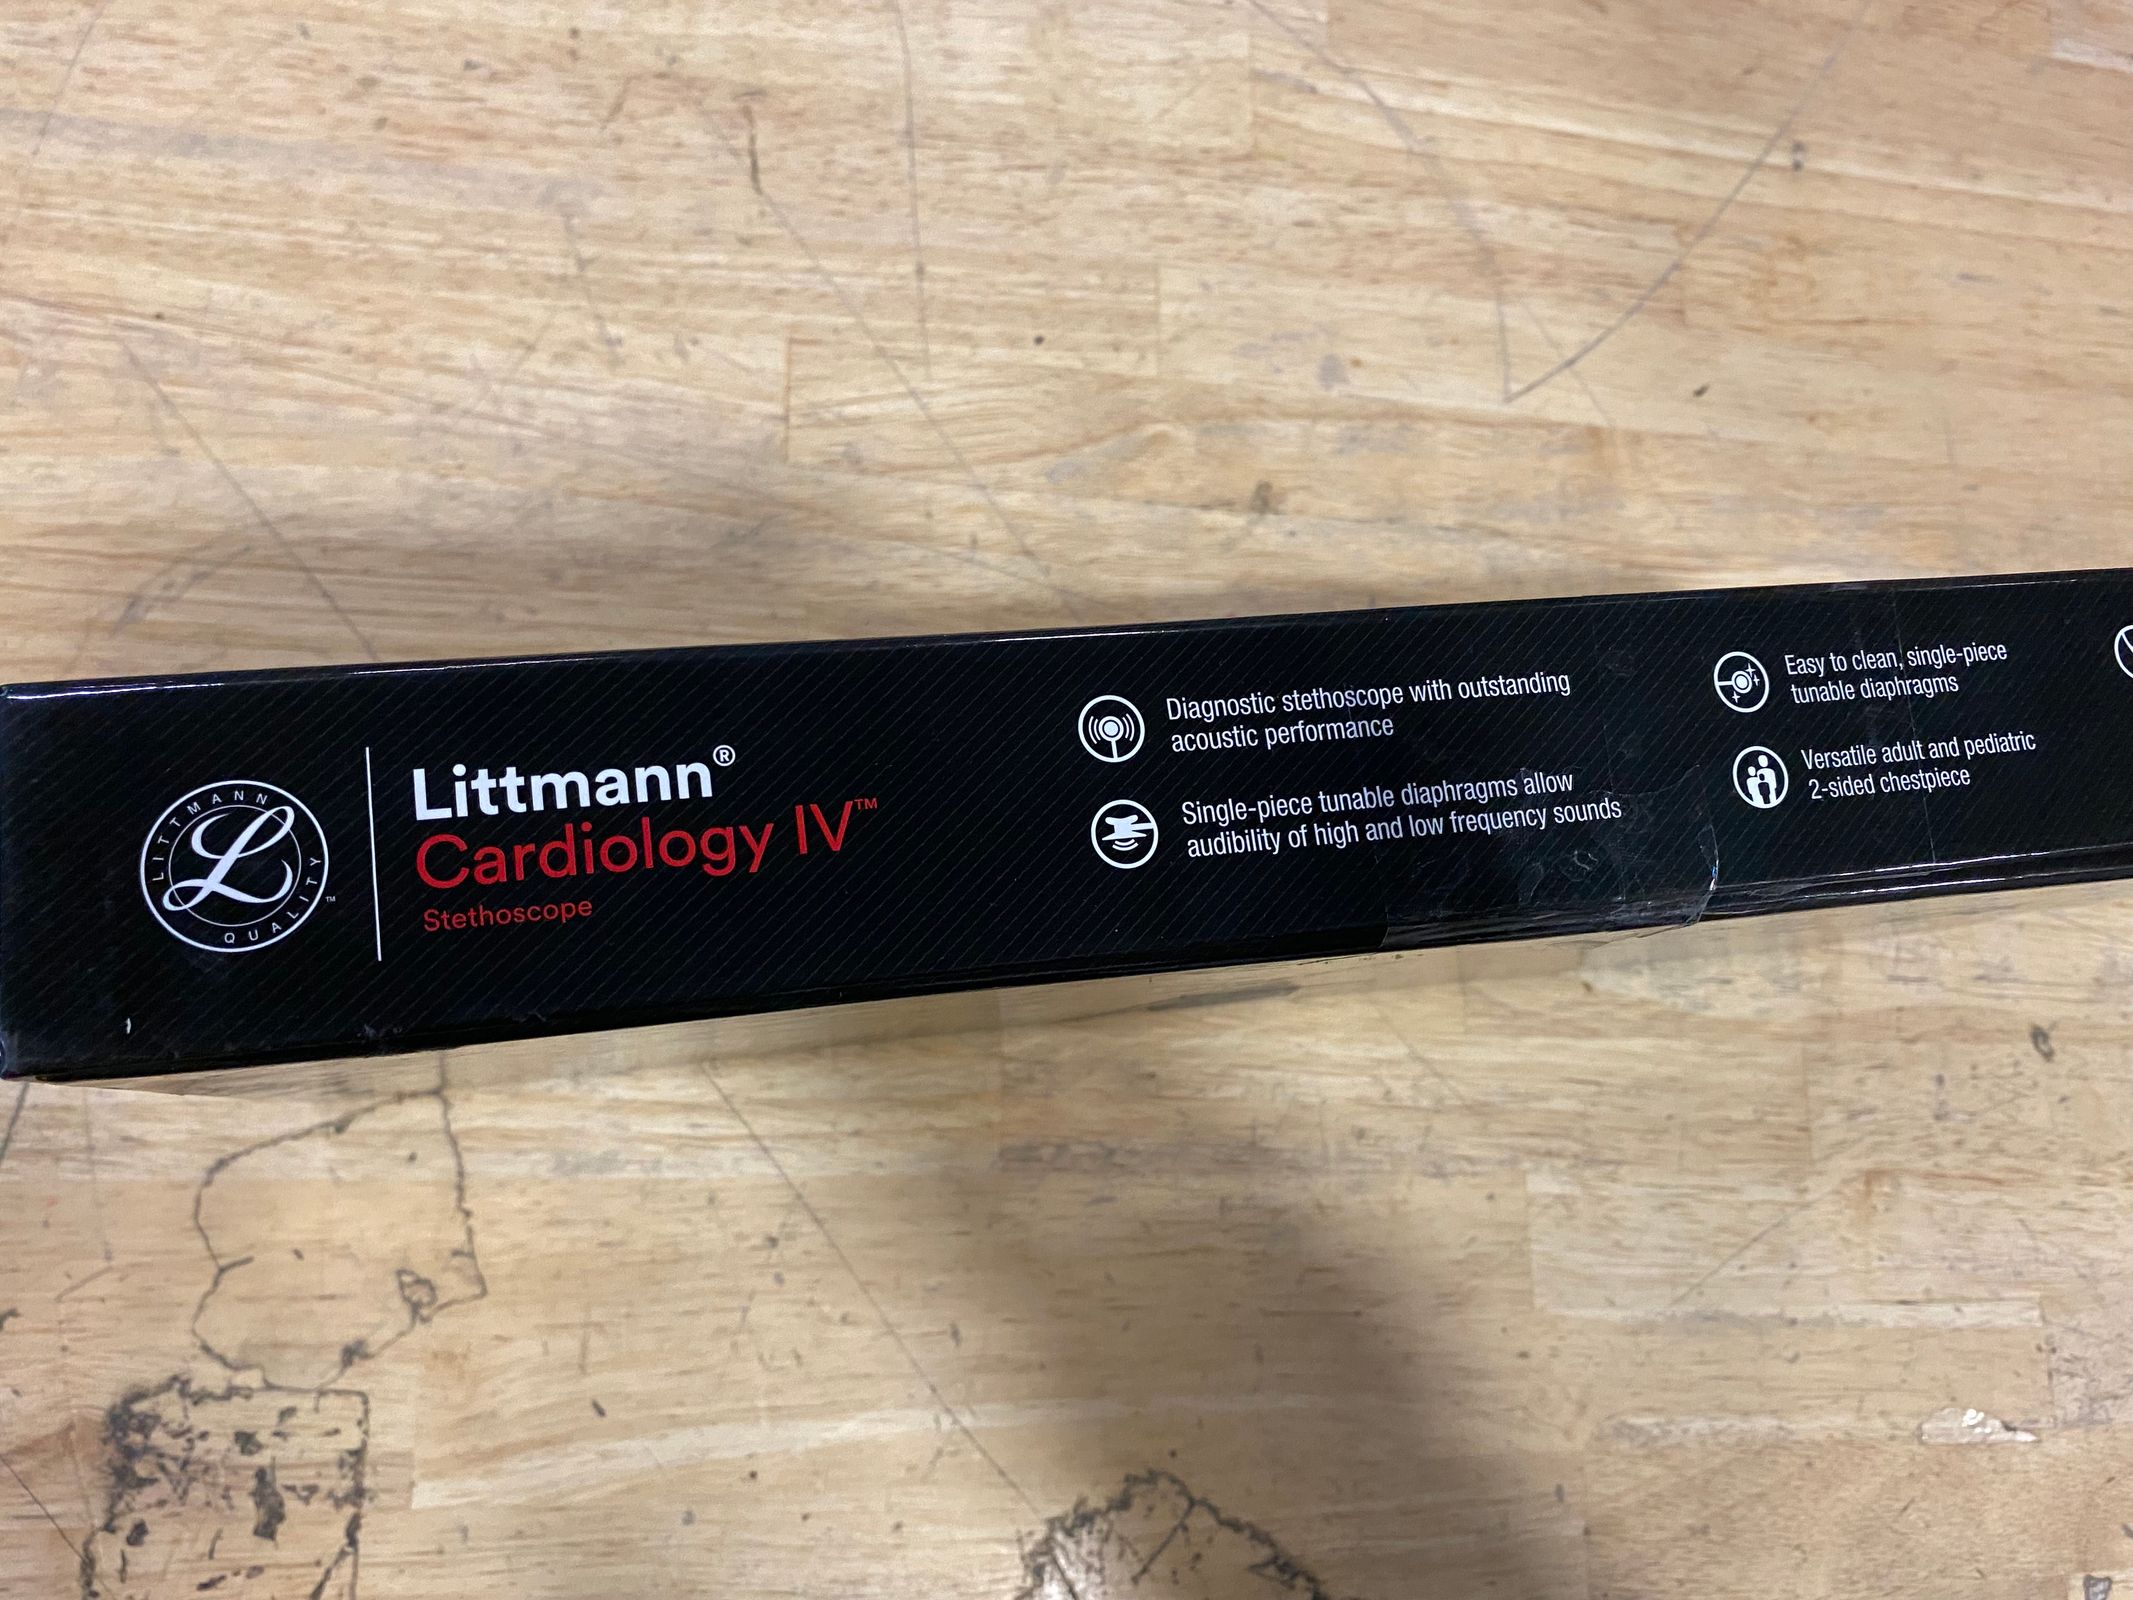 LITTMANN
QUALITY
™
Littmann®
Cardiology IV™
Stethoscope
Diagnostic stethoscope with outstanding
acoustic performance
Single-piece tunable diaphragms allow
audibility of high and low frequency sounds
Easy to clean, single-piece
tunable diaphragms
Versatile adult and pediatric
2-sided chestpiece